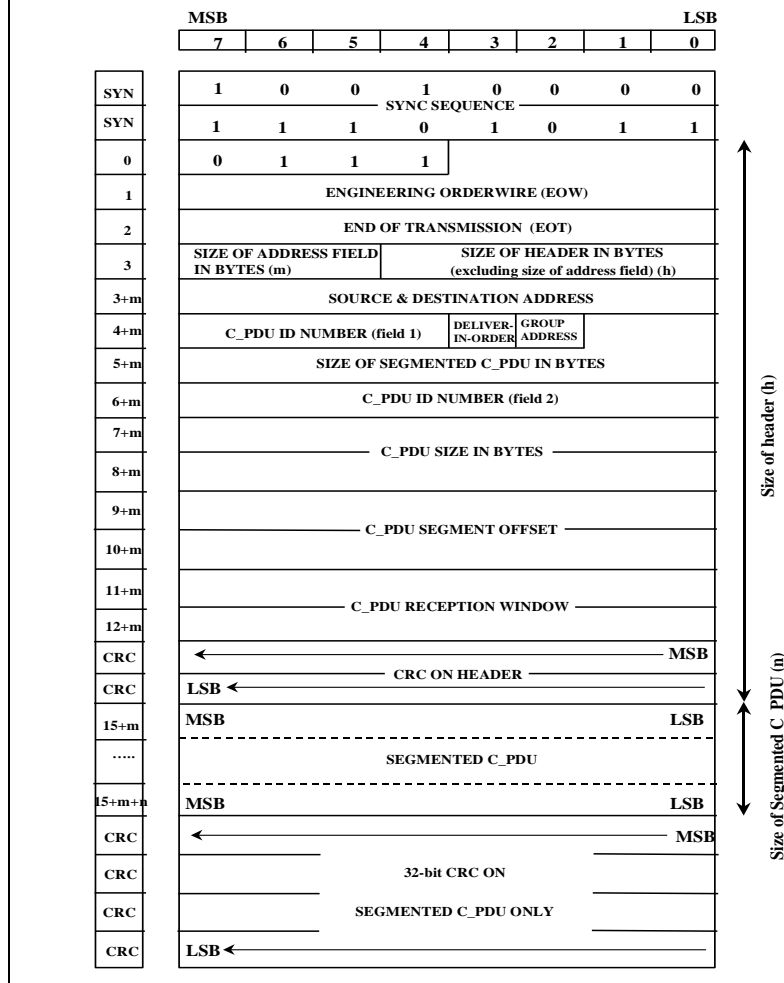 MSB LSB
7 6 5 4 3 2 1 0
SYN 1 0 0 1 0 0 0 0
SYNC SEQUENCE
SYN 1 1 1 0 1 0 1 1
0 0 1 1 1
1 ENGINEERING ORDERWIRE (EOW)
2 END OF TRANSMISSION (EOT)
3 SIZE OF ADDRESS FIELD IN BYTES (m) SIZE OF HEADER IN BYTES (excluding size of address field) (h)
3+m SOURCE & DESTINATION ADDRESS
4+m C_PDU ID NUMBER (field 1) DELIVER-IN-ORDER GROUP ADDRESS
5+m SIZE OF SEGMENTED C_PDU IN BYTES
6+m C_PDU ID NUMBER (field 2)
7+m
C_PDU SIZE IN BYTES
8+m
9+m
C_PDU SEGMENT OFFSET
10+m
11+m
C_PDU RECEPTION WINDOW
12+m
CRC MSB
CRC ON HEADER
CRC LSB
Size of header (h)
15+m MSB LSB
..... SEGMENTED C_PDU
15+m+n MSB LSB
Size of Segmented C_PDU (n)
CRC MSB
CRC 32-bit CRC ON
CRC SEGMENTED C_PDU ONLY
CRC LSB